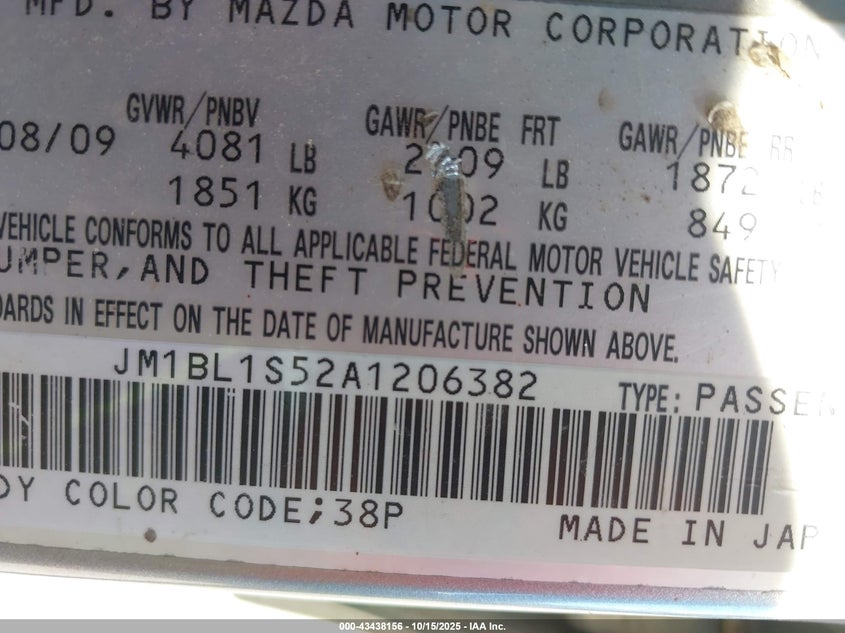 MFD. BY MAZDA MOTOR CORPORATION
GVWR/PNBV GAWR/PNBE FRT GAWR/PNBE RR
08/09 4081 LB LB 1872 LB
1851 KG KG 849
VEHICLE CONFORMS TO ALL APPLICABLE FEDERAL MOTOR VEHICLE SAFETY
UMPER, AND THEFT PREVENTION
DARDS IN EFFECT ON THE DATE OF MANUFACTURE SHOWN ABOVE.
JM1BL1S52A1206382 TYPE: PASSEN
DY COLOR CODE;38P
MADE IN JAP
000-43438156 - 10/15/2025 - IAA Inc.